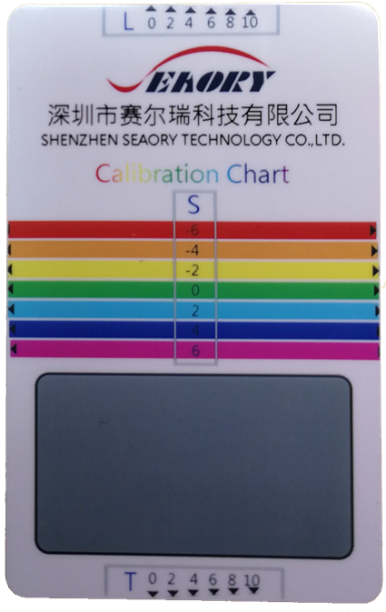 L 0 2 4 6 8 10
SEAORY
深圳市赛尔瑞科技有限公司
SHENZHEN SEAORY TECHNOLOGY CO.,LTD.
Calibration Chart
S
-6
-4
-2
0
2
4
6
T 0 2 4 6 8 10